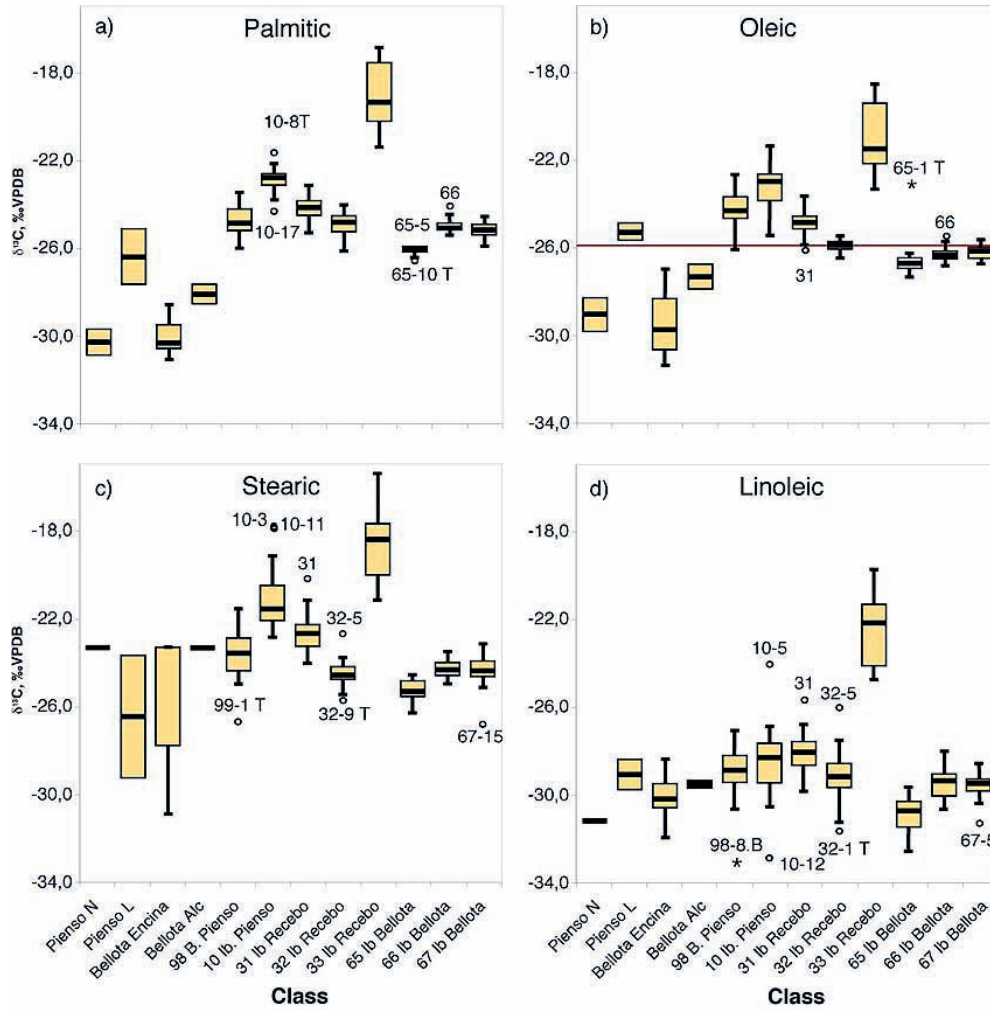 a)
Palmitic
δ¹³C, ‰VPDB
-18,0
-22,0
-26,0
-30,0
-34,0
10-8T
10-17
65-5
66
65-10 T
b)
Oleic
-18,0
-22,0
-26,0
-30,0
-34,0
65-1 T
*
66
31
c)
Stearic
δ¹³C, ‰VPDB
-18,0
-22,0
-26,0
-30,0
-34,0
10-3
10-11
31
32-5
99-1 T
32-9 T
67-15
Pienso N
Pienso L
Bellota Encina
Bellota Alc
98 B. Pienso
10 Ib. Pienso
31 Ib Recebo
32 Ib Recebo
33 Ib Recebo
65 Ib Bellota
66 Ib Bellota
67 Ib Bellota
Class
d)
Linoleic
-18,0
-22,0
-26,0
-30,0
-34,0
10-5
31
32-5
98-8.B
*
10-12
32-1 T
67-5
Pienso N
Pienso L
Bellota Encina
Bellota Alc
98 B. Pienso
10 Ib. Pienso
31 Ib Recebo
32 Ib Recebo
33 Ib Recebo
65 Ib Bellota
66 Ib Bellota
67 Ib Bellota
Class